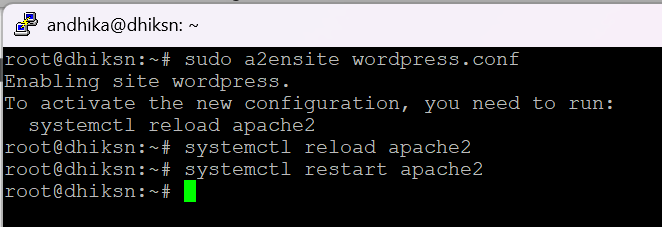 andhika@dhiksn: ~
root@dhiksn:~# sudo a2ensite wordpress.conf
Enabling site wordpress.
To activate the new configuration, you need to run:
  systemctl reload apache2
root@dhiksn:~# systemctl reload apache2
root@dhiksn:~# systemctl restart apache2
root@dhiksn:~#